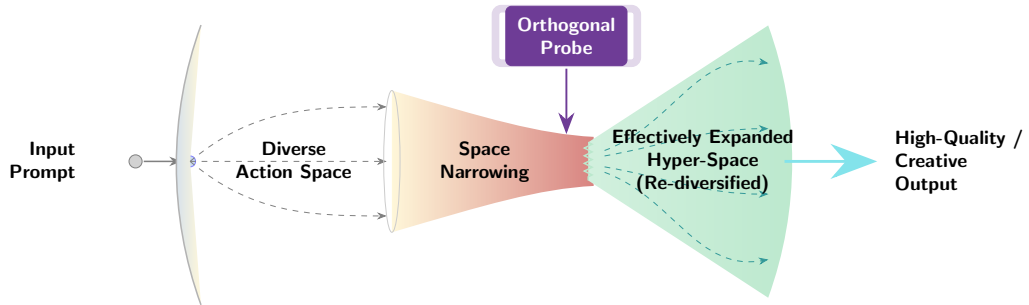 Orthogonal
Probe
Input
Prompt
Diverse
Action Space
Space
Narrowing
Effectively Expanded
Hyper-Space
(Re-diversified)
High-Quality /
Creative
Output